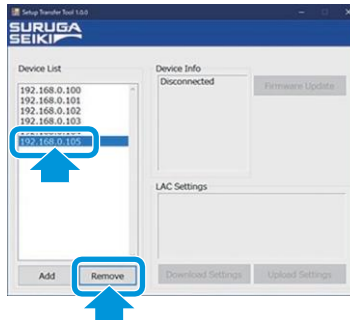 Setup Transfer Tool 1.0.0
SURUGA
SEIKI
Device List
192.168.0.100
192.168.0.101
192.168.0.102
192.168.0.103
192.168.0.105
Add
Remove
Device Info
Disconnected
Firmware Update
LAC Settings
Download Settings
Upload Settings